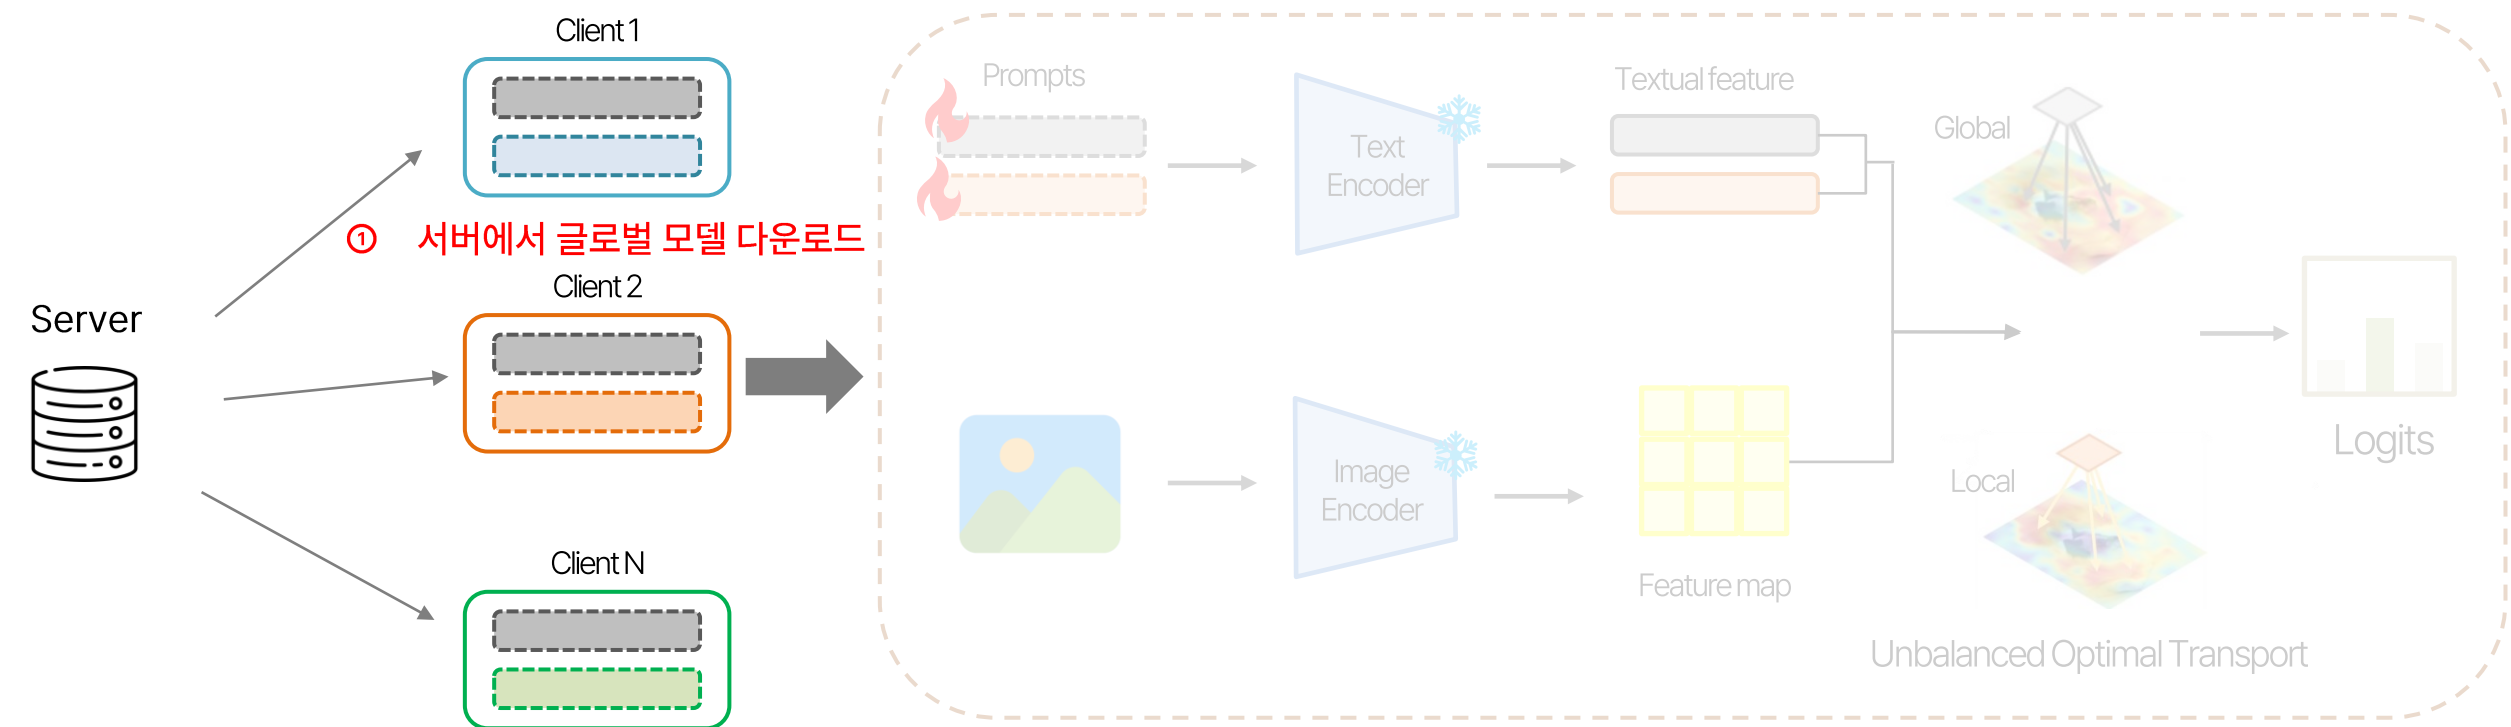 Client 1
① 서버에서 글로벌 모델 다운로드
Client 2
Server
Client N
Prompts
Text
Encoder
Textual feature
Global
Image
Encoder
Feature map
Local
Logits
Unbalanced Optimal Transport